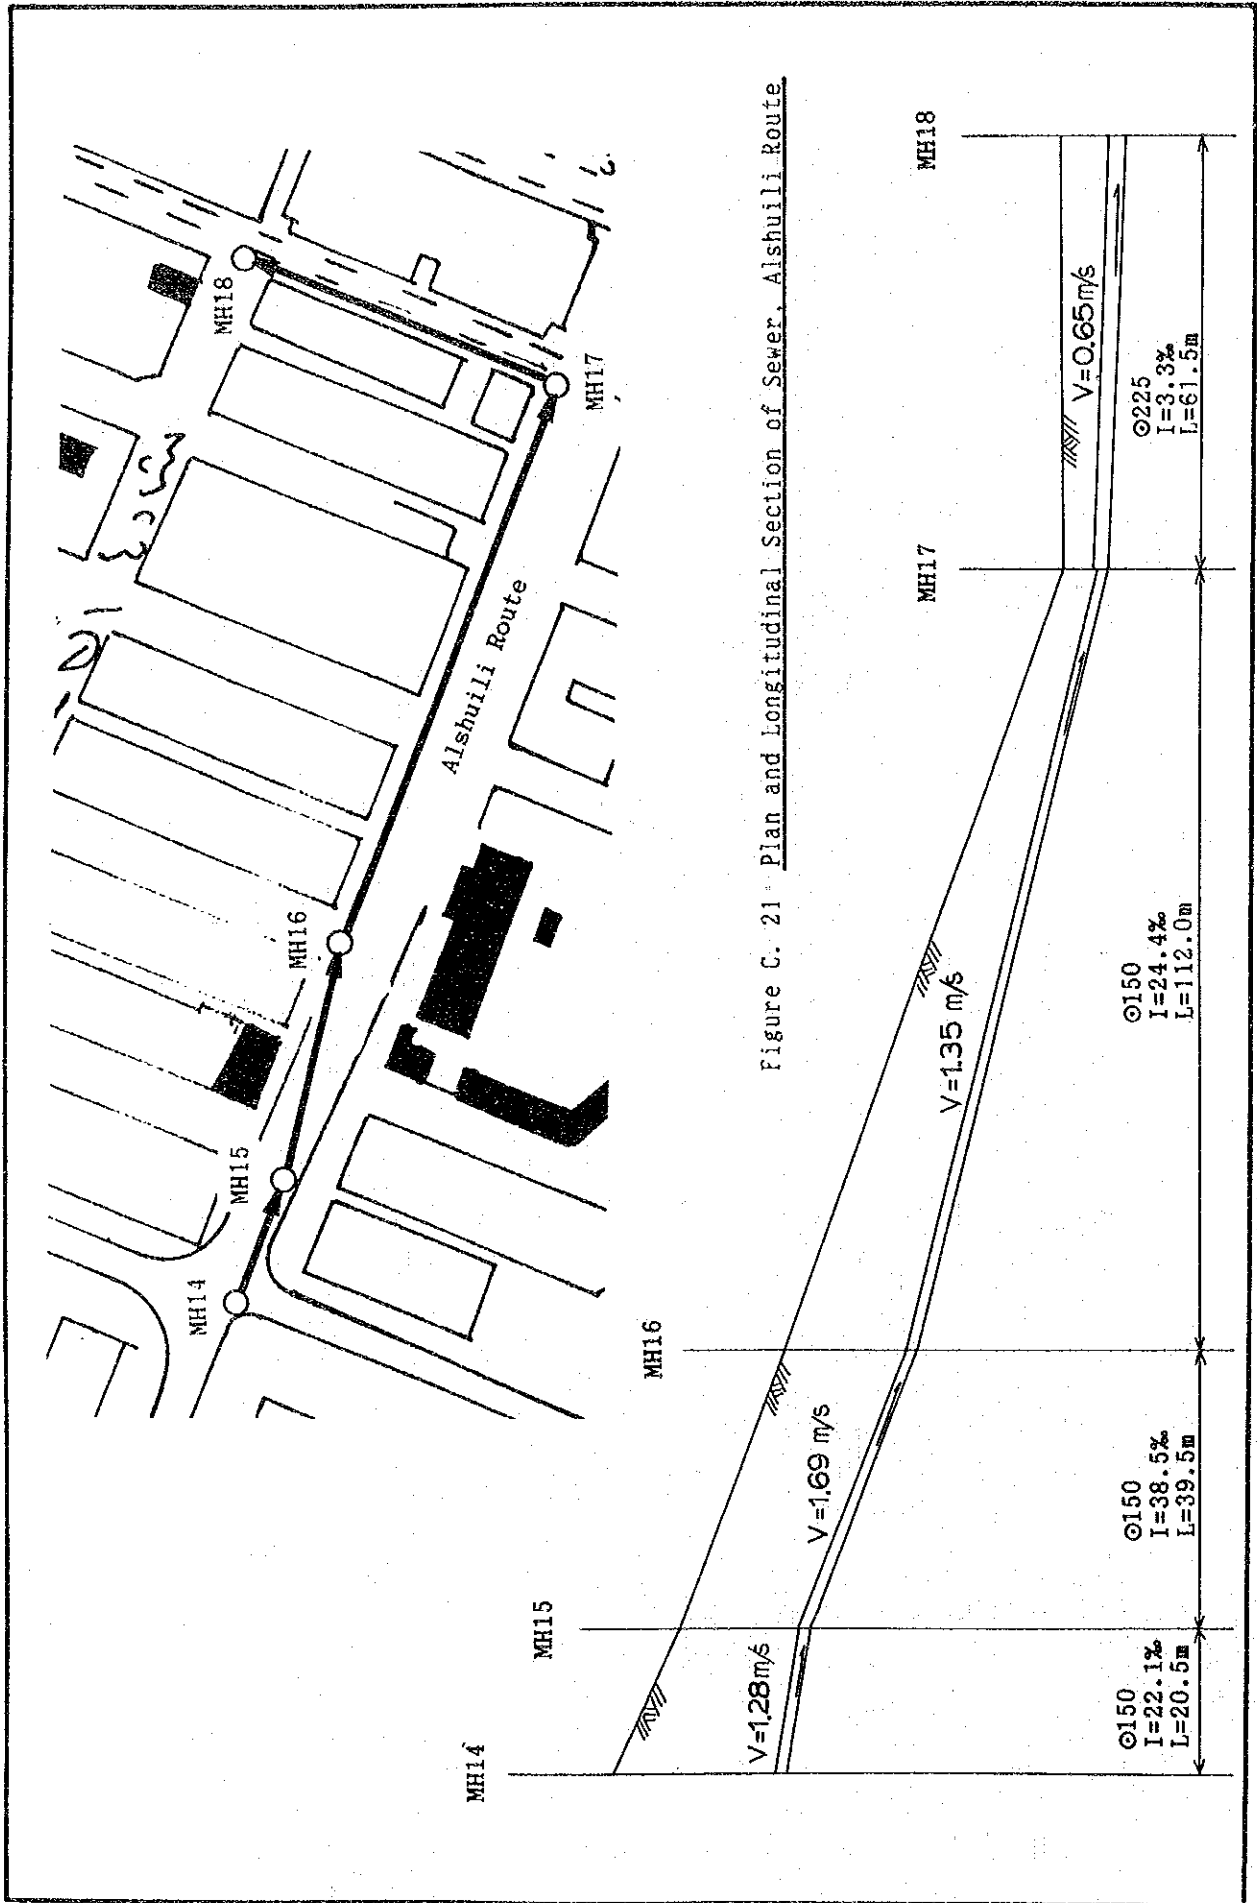 MH14
MH15
MH16
MH17
MH18
Alshuili Route
Figure C. 21 Plan and Longitudinal Section of Sewer, Alshuili Route
MH14
MH15
MH16
MH17
MH18
V=1.28m/s
V=1.69 m/s
V=1.35 m/s
V=0.65m/s
⊙150
I=22.1‰
L=20.5m
⊙150
I=38.5‰
L=39.5m
⊙150
I=24.4‰
L=112.0m
⊙225
I=3.3‰
L=61.5m